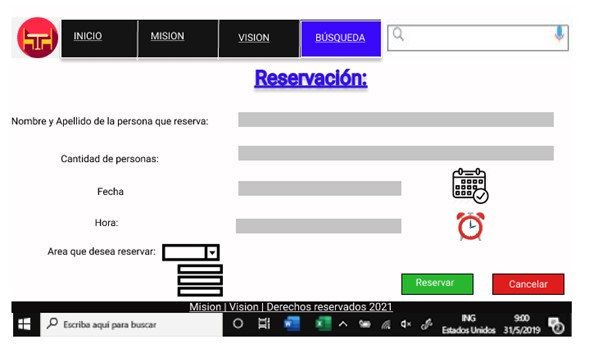 INICIO
MISION
VISION
BÚSQUEDA
Reservación:
Nombre y Apellido de la persona que reserva:
Cantidad de personas:
Fecha
Hora:
Area que desea reservar:
Reservar
Cancelar
Mision | Vision | Derechos reservados 2021
Escriba aquí para buscar
ING
Estados Unidos
9:00
31/5/2019
2